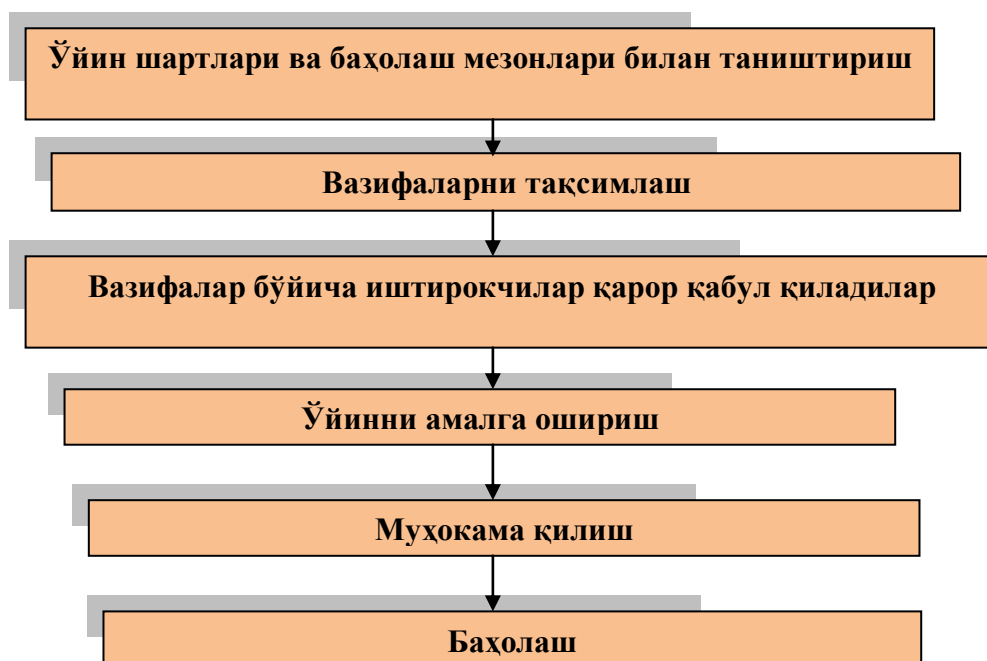 Ўйин шартлари ва баҳолаш мезонлари билан таништириш
Вазифаларни тақсимлаш
Вазифалар бўйича иштирокчилар қарор қабул қиладилар
Ўйинни амалга ошириш
Муҳокама қилиш
Баҳолаш